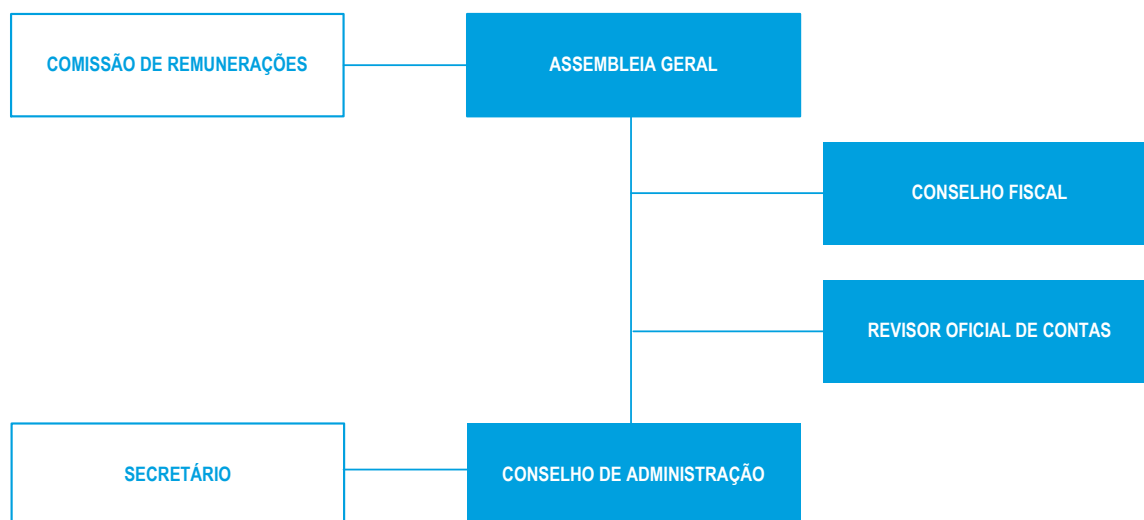 COMISSÃO DE REMUNERAÇÕES
ASSEMBLEIA GERAL
CONSELHO FISCAL
REVISOR OFICIAL DE CONTAS
SECRETÁRIO
CONSELHO DE ADMINISTRAÇÃO